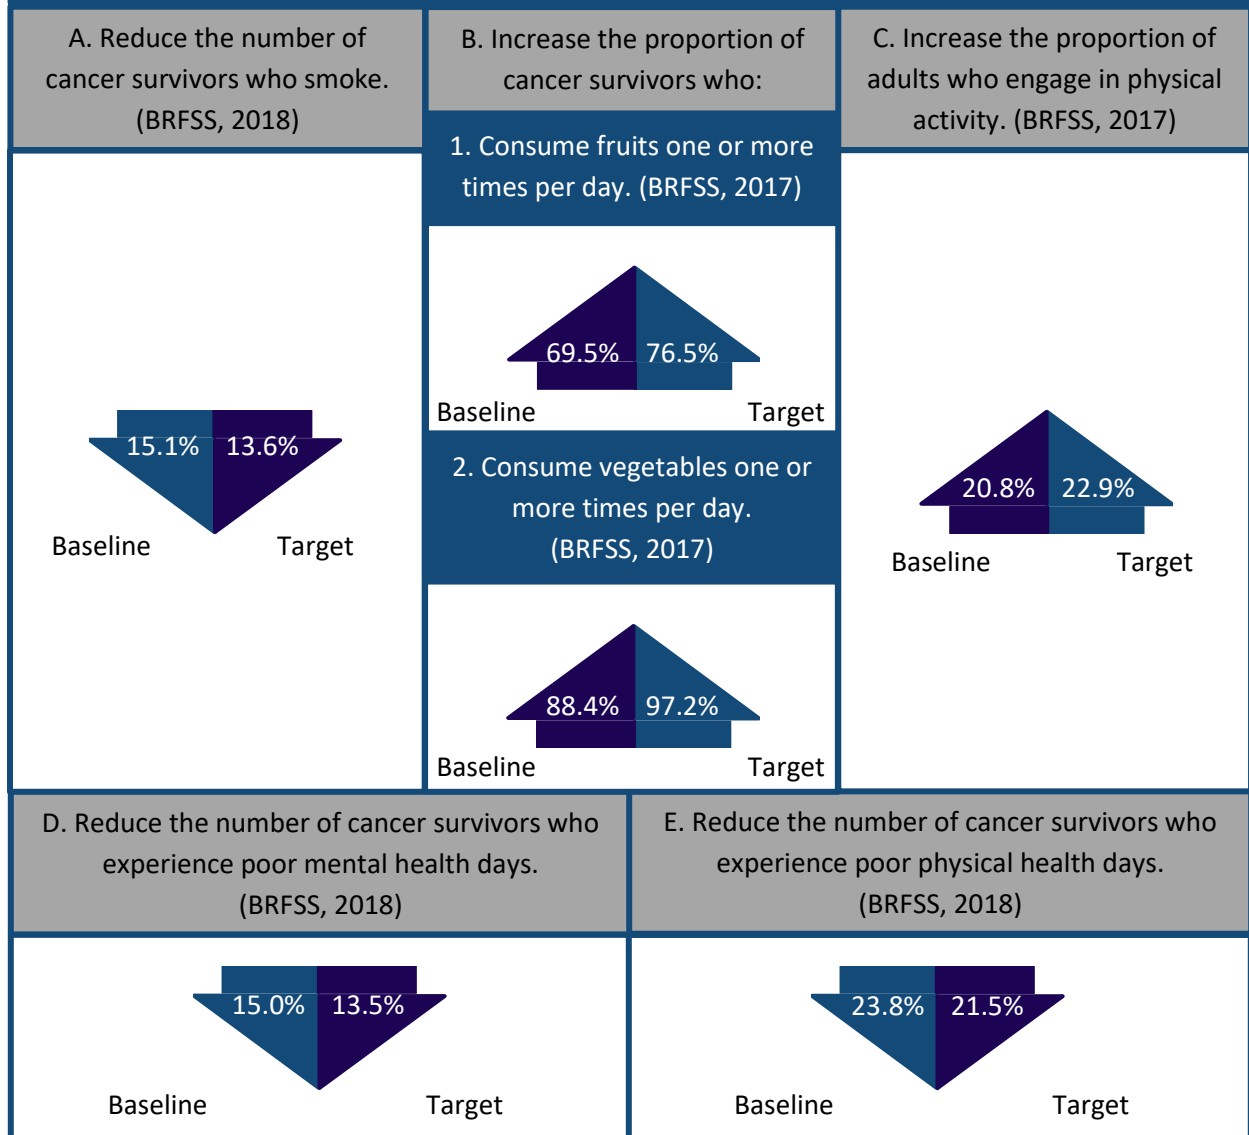 A. Reduce the number of
cancer survivors who smoke.
(BRFSS, 2018)
15.1% 13.6%
Baseline Target
B. Increase the proportion of
cancer survivors who:
1. Consume fruits one or more
times per day. (BRFSS, 2017)
69.5% 76.5%
Baseline Target
2. Consume vegetables one or
more times per day.
(BRFSS, 2017)
88.4% 97.2%
Baseline Target
C. Increase the proportion of
adults who engage in physical
activity. (BRFSS, 2017)
20.8% 22.9%
Baseline Target
D. Reduce the number of cancer survivors who
experience poor mental health days.
(BRFSS, 2018)
15.0% 13.5%
Baseline Target
E. Reduce the number of cancer survivors who
experience poor physical health days.
(BRFSS, 2018)
23.8% 21.5%
Baseline Target